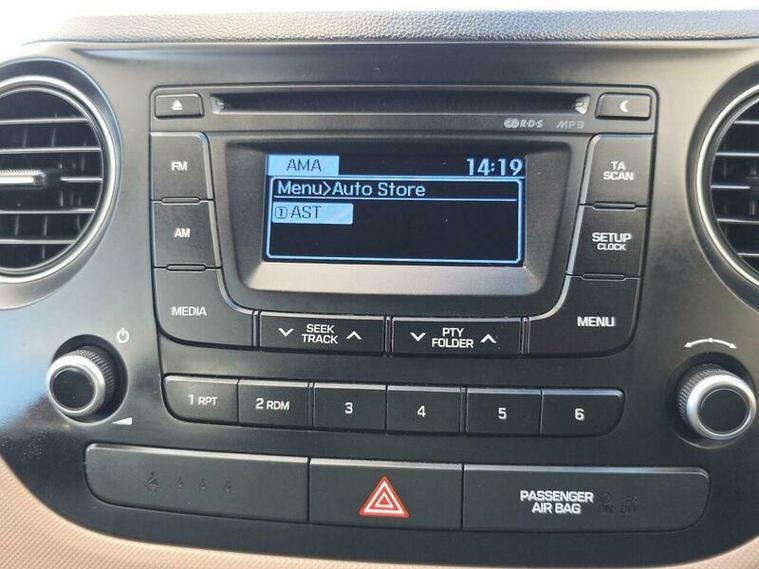 R·D·S MP3
FM
AMA 14:19
TA
SCAN
Menu>Auto Store
1 AST
AM
SETUP
CLOCK
MEDIA
SEEK
TRACK
PTY
FOLDER
MENU
1 RPT
2 RDM
3
4
5
6
PASSENGER
AIR BAG
ON OFF